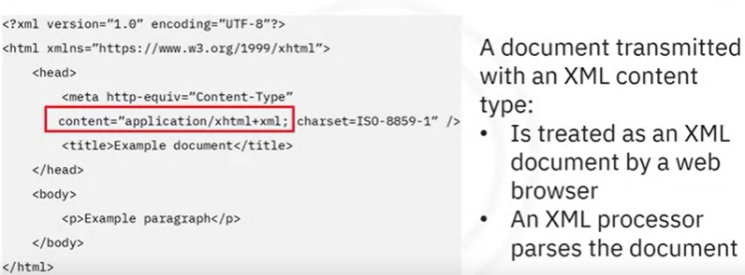 <?xml version="1.0" encoding="UTF-8"?>
<html xmlns="https://www.w3.org/1999/xhtml">
<head>
<meta http-equiv="Content-Type"
content="application/xhtml+xml; charset=ISO-8859-1" />
<title>Example document</title>
</head>
<body>
<p>Example paragraph</p>
</body>
</html>
A document transmitted
with an XML content
type:
• Is treated as an XML
document by a web
browser
• An XML processor
parses the document